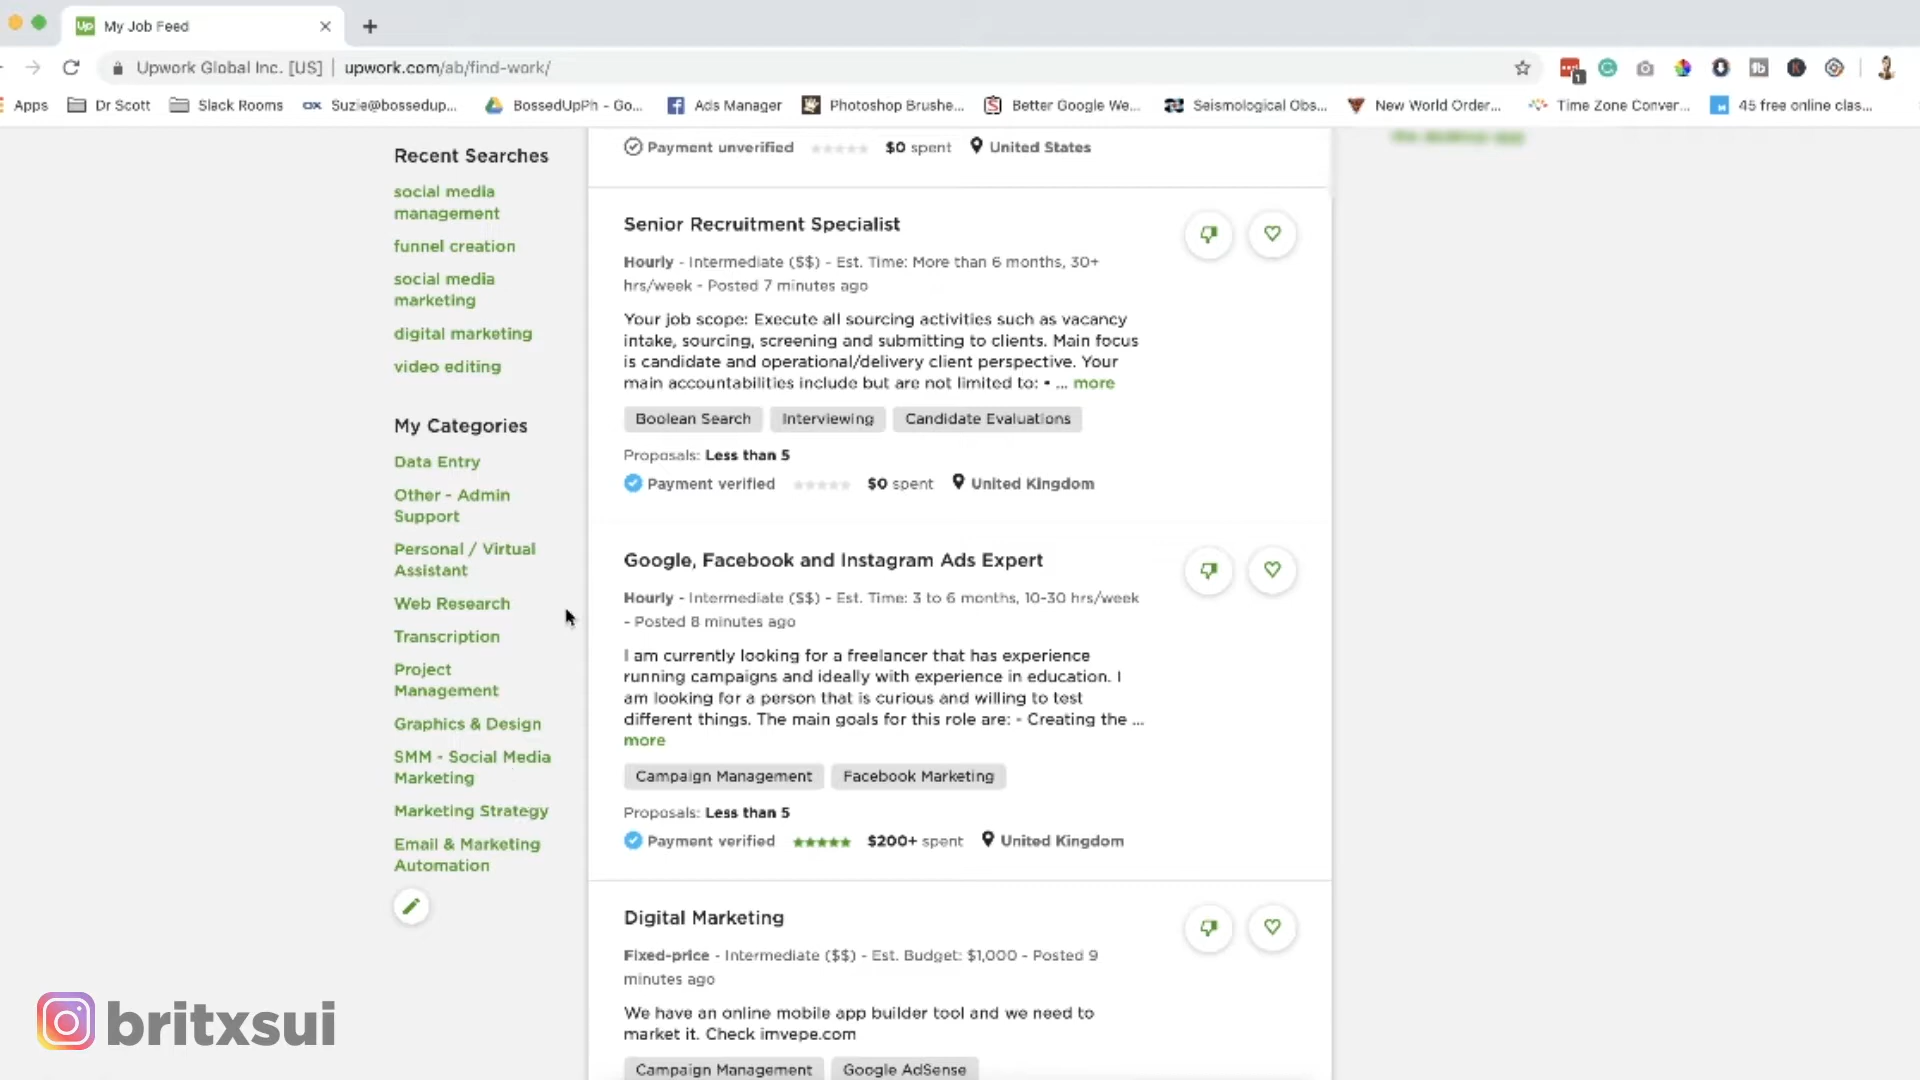 Up My Job Feed
Upwork Global Inc. [US] | upwork.com/ab/find-work/
1
Apps Dr Scott Slack Rooms Suzie@bossedup... BossedUpPh - Go... Ads Manager Photoshop Brushe... Better Google We... Seismological Obs... New World Order... Time Zone Conver... 45 free online clas...
Recent Searches
social media
management
funnel creation
social media
marketing
digital marketing
video editing
My Categories
Data Entry
Other - Admin
Support
Personal / Virtual
Assistant
Web Research
Transcription
Project
Management
Graphics & Design
SMM - Social Media
Marketing
Marketing Strategy
Email & Marketing
Automation
Payment unverified $0 spent United States
Senior Recruitment Specialist
Hourly - Intermediate ($$) - Est. Time: More than 6 months, 30+
hrs/week - Posted 7 minutes ago
Your job scope: Execute all sourcing activities such as vacancy
intake, sourcing, screening and submitting to clients. Main focus
is candidate and operational/delivery client perspective. Your
main accountabilities include but are not limited to: • ... more
Boolean Search Interviewing Candidate Evaluations
Proposals: Less than 5
Payment verified $0 spent United Kingdom
Google, Facebook and Instagram Ads Expert
Hourly - Intermediate ($$) - Est. Time: 3 to 6 months, 10-30 hrs/week
- Posted 8 minutes ago
I am currently looking for a freelancer that has experience
running campaigns and ideally with experience in education. I
am looking for a person that is curious and willing to test
different things. The main goals for this role are: - Creating the ...
more
Campaign Management Facebook Marketing
Proposals: Less than 5
Payment verified $200+ spent United Kingdom
Digital Marketing
Fixed-price - Intermediate ($$) - Est. Budget: $1,000 - Posted 9
minutes ago
We have an online mobile app builder tool and we need to
market it. Check imvepe.com
Campaign Management Google AdSense
britxsui